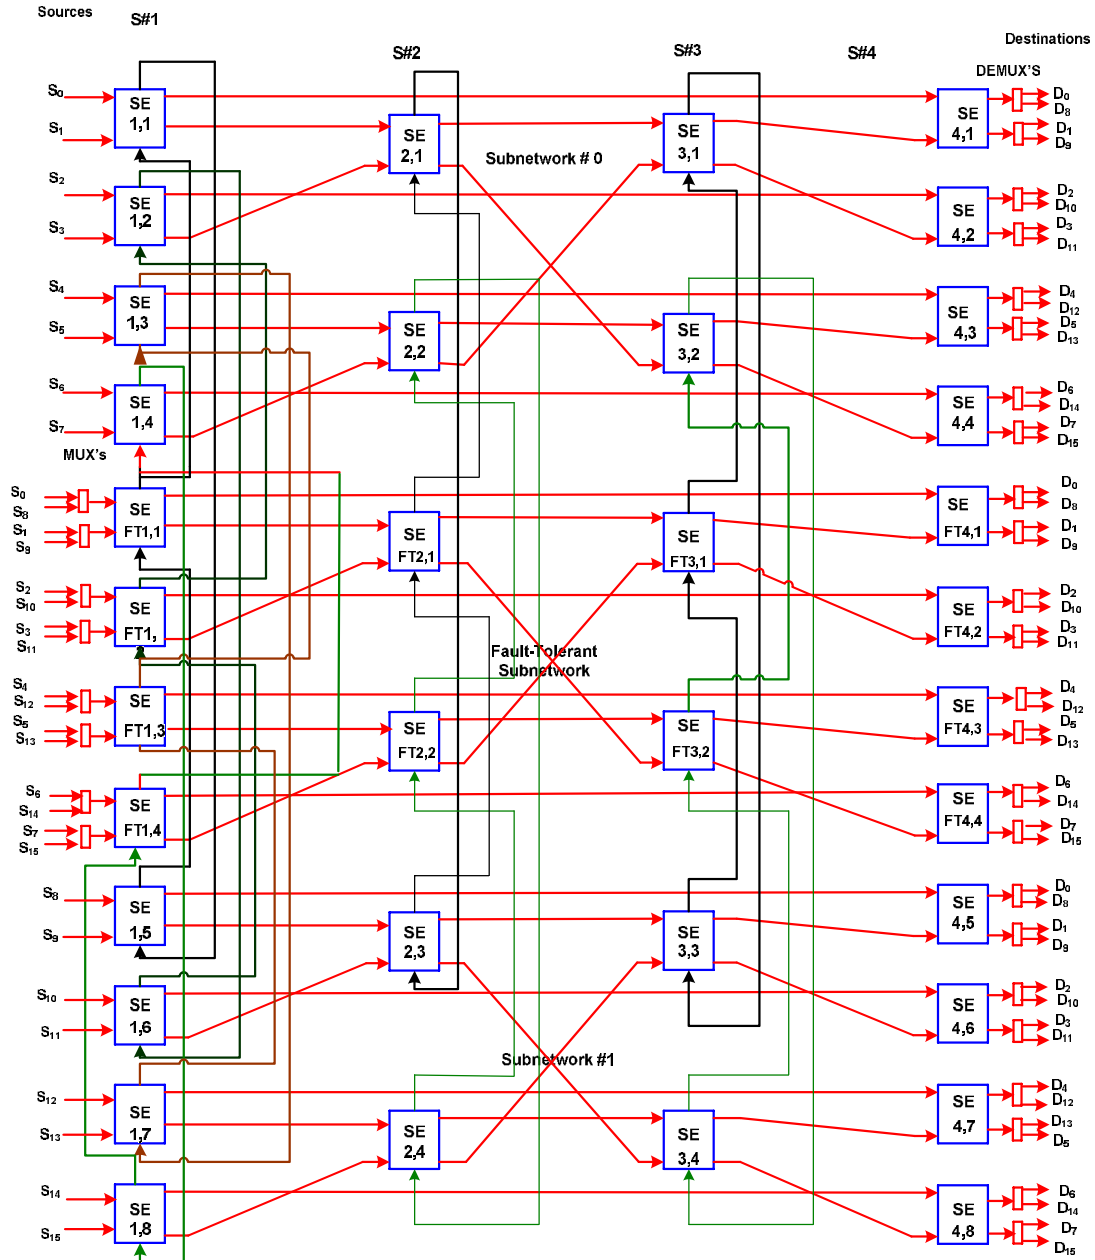 Sources
S#1
S#2
S#3
S#4
Destinations
DEMUX'S
S0
S1
SE
1,1
SE
2,1
Subnetwork # 0
SE
3,1
SE
4,1
D0
D8
D1
D9
S2
S3
SE
1,2
SE
4,2
D2
D10
D3
D11
S4
S5
SE
1,3
SE
2,2
SE
3,2
SE
4,3
D4
D12
D5
D13
S6
S7
SE
1,4
SE
4,4
D6
D14
D7
D15
MUX's
S0
S8
S1
S9
SE
FT1,1
SE
FT2,1
SE
FT3,1
SE
FT4,1
D0
D8
D1
D9
S2
S10
S3
S11
SE
FT1,
SE
FT4,2
D2
D10
D3
D11
Fault-Tolerant
Subnetwork
S4
S12
S5
S13
SE
FT1,3
SE
FT2,2
SE
FT3,2
SE
FT4,3
D4
D12
D5
D13
S6
S14
S7
S15
SE
FT1,4
SE
FT4,4
D6
D14
D7
D15
S8
S9
SE
1,5
SE
2,3
SE
3,3
SE
4,5
D0
D8
D1
D9
S10
S11
SE
1,6
SE
4,6
D2
D10
D3
D11
Subnetwork #1
S12
S13
SE
1,7
SE
2,4
SE
3,4
SE
4,7
D4
D12
D13
D5
S14
S15
SE
1,8
SE
4,8
D6
D14
D7
D15